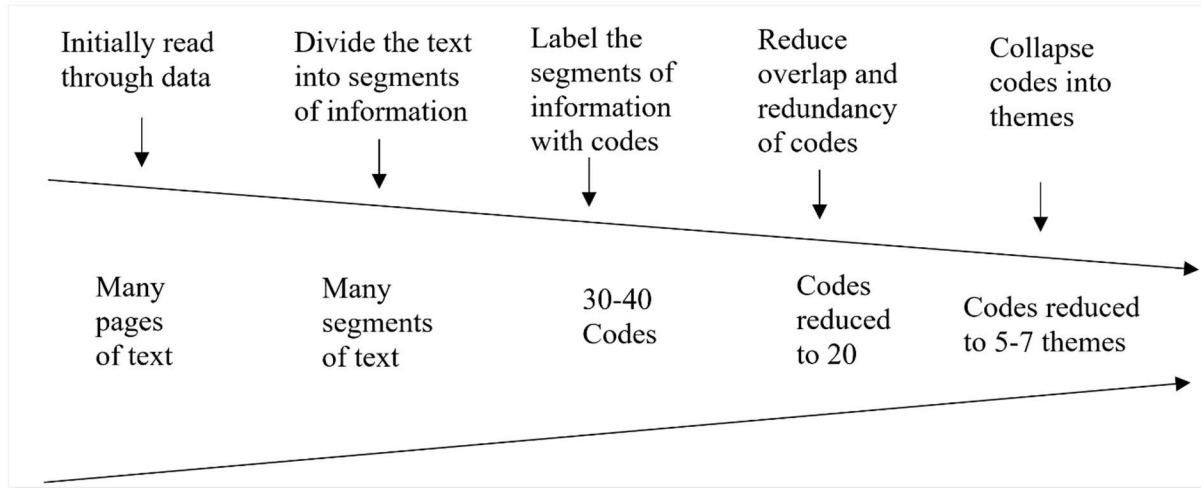 Initially read
through data
Divide the text
into segments
of information
Label the
segments of
information
with codes
Reduce
overlap and
redundancy
of codes
Collapse
codes into
themes
Many
pages
of text
Many
segments
of text
30-40
Codes
Codes
reduced
to 20
Codes reduced
to 5-7 themes